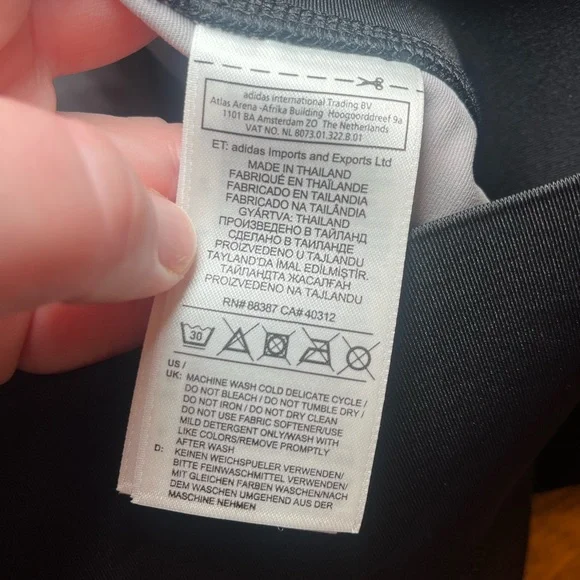 adidas International Trading BV
Atlas Arena -Afrika Building Hoogoorddreef 9a
1101 BA Amsterdam ZO The Netherlands
VAT NO. NL 8073.01.322.B.01
ET: adidas Imports and Exports Ltd
MADE IN THAILAND
FABRIQUÉ EN THAÏLANDE
FABRICADO EN TAILANDIA
FABRICADO NA TAILÂNDIA
GYÁRTVA: THAILAND
ПРОИЗВЕДЕНО В ТАЙЛАНД
СДЕЛАНО В ТАИЛАНДЕ
PROIZVEDENO U TAJLANDU
TAYLAND'DA İMAL EDİLMİŞTİR.
ТАЙЛАНДТА ЖАСАЛҒАН
PROIZVEDENO NA TAJLANDU
RN# 88387 CA# 40312
30
US /
UK: MACHINE WASH COLD DELICATE CYCLE /
DO NOT BLEACH / DO NOT TUMBLE DRY /
DO NOT IRON / DO NOT DRY CLEAN
DO NOT USE FABRIC SOFTENER/USE
MILD DETERGENT ONLY/WASH WITH
LIKE COLORS/REMOVE PROMPTLY
AFTER WASH
D: KEINEN WEICHSPUELER VERWENDEN/
BITTE FEINWASCHMITTEL VERWENDEN/
MIT GLEICHEN FARBEN WASCHEN/NACH
DEM WASCHEN UMGEHEND AUS DER
MASCHINE NEHMEN